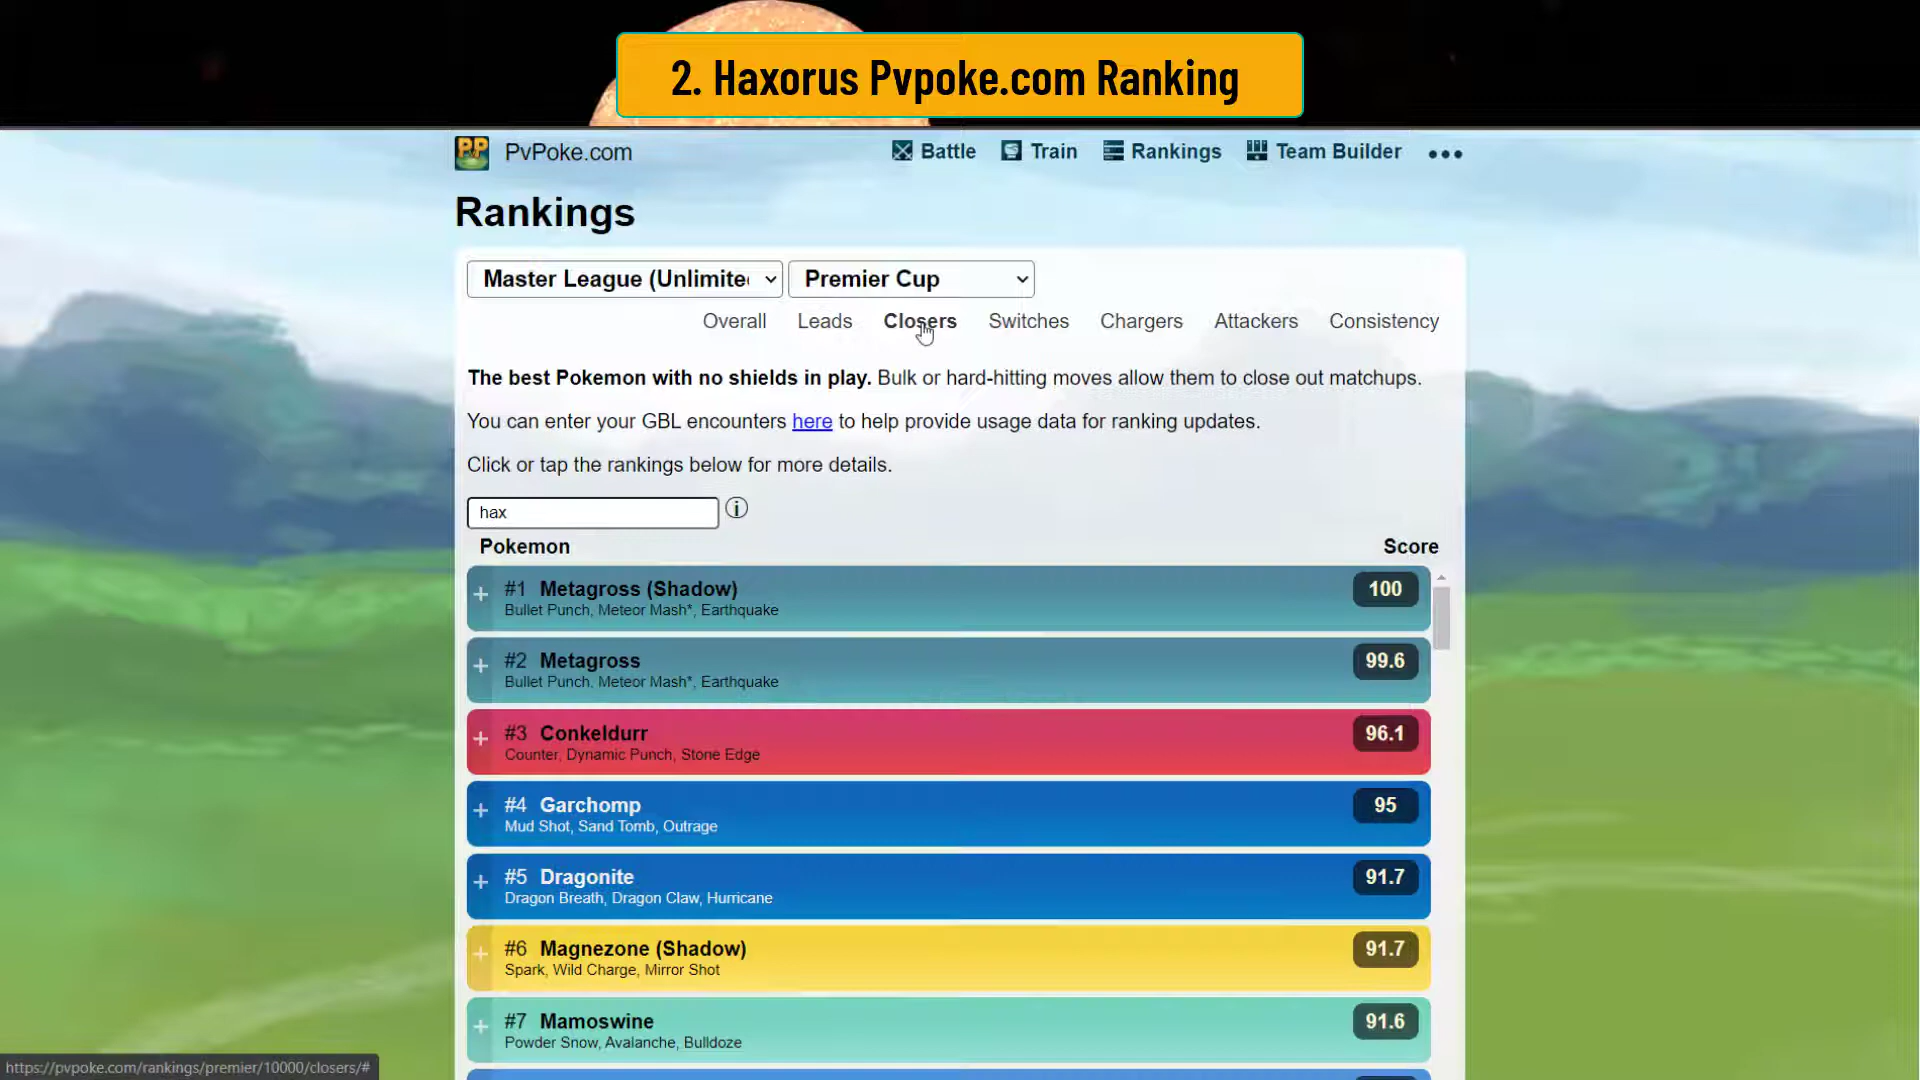 2. Haxorus Pvpoke.com Ranking
PvPoke.com
Battle
Train
Rankings
Team Builder
Rankings
Master League (Unlimite
Premier Cup
Overall
Leads
Closers
Switches
Chargers
Attackers
Consistency
The best Pokemon with no shields in play. Bulk or hard-hitting moves allow them to close out matchups.
You can enter your GBL encounters here to help provide usage data for ranking updates.
Click or tap the rankings below for more details.
hax
Pokemon
Score
+ #1 Metagross (Shadow) 100
Bullet Punch, Meteor Mash*, Earthquake
+ #2 Metagross 99.6
Bullet Punch, Meteor Mash*, Earthquake
+ #3 Conkeldurr 96.1
Counter, Dynamic Punch, Stone Edge
+ #4 Garchomp 95
Mud Shot, Sand Tomb, Outrage
+ #5 Dragonite 91.7
Dragon Breath, Dragon Claw, Hurricane
+ #6 Magnezone (Shadow) 91.7
Spark, Wild Charge, Mirror Shot
+ #7 Mamoswine 91.6
Powder Snow, Avalanche, Bulldoze
https://pvpoke.com/rankings/premier/10000/closers/#